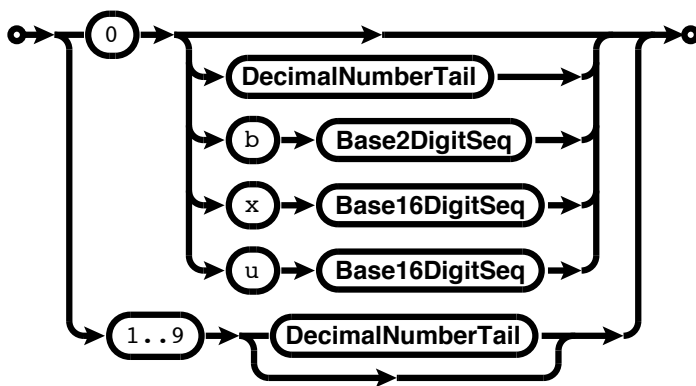 0
DecimalNumberTail
b Base2DigitSeq
x Base16DigitSeq
u Base16DigitSeq
1..9 DecimalNumberTail